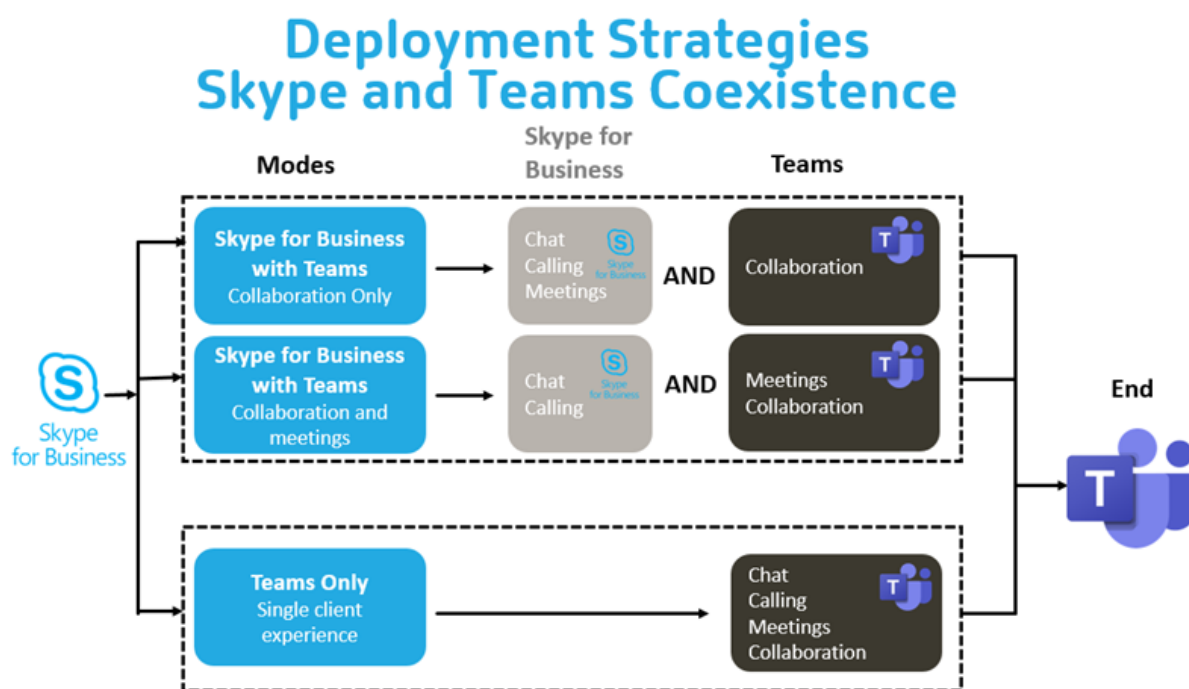 Deployment Strategies
Skype and Teams Coexistence
Modes
Skype for
Business
Teams
Skype for Business
with Teams
Collaboration Only
Chat
Calling
Meetings
S
Skype
for Business
AND
Collaboration
T
Skype for Business
with Teams
Collaboration and
meetings
Chat
Calling
S
Skype
for Business
AND
Meetings
Collaboration
T
S
Skype
for Business
End
T
Teams Only
Single client
experience
Chat
Calling
Meetings
Collaboration
T